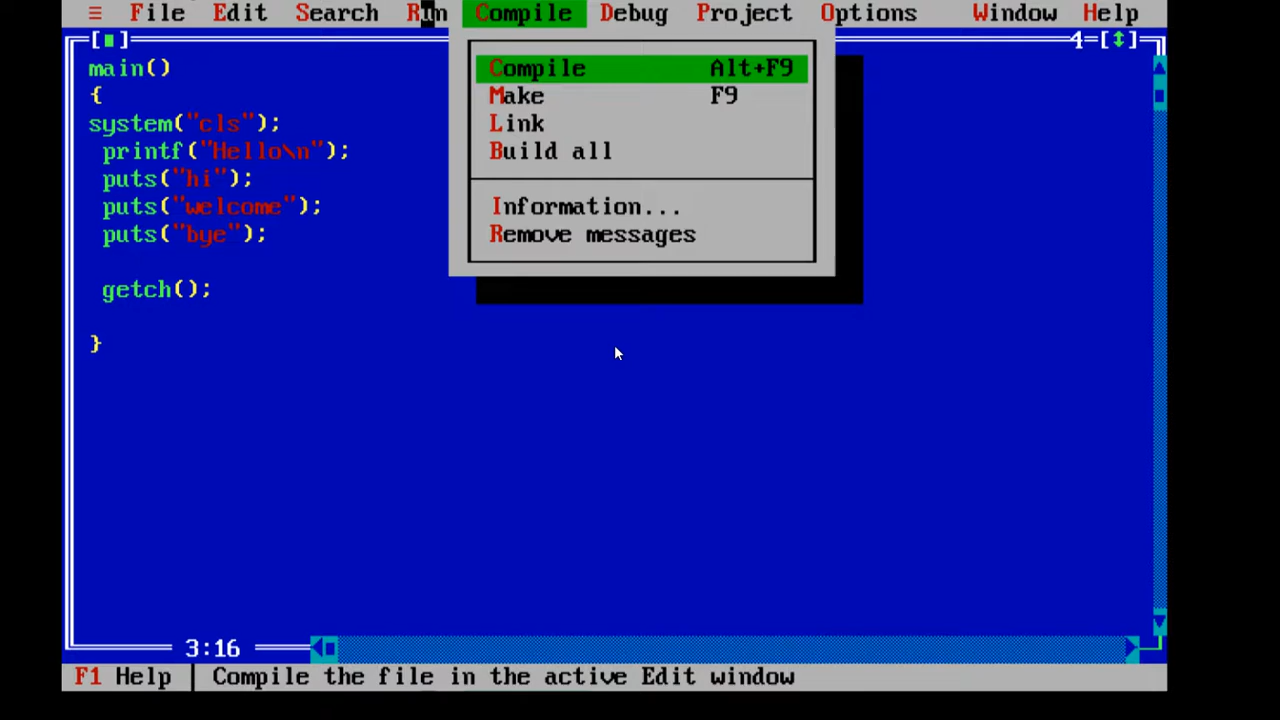 ≡ File Edit Search Run Compile Debug Project Options Window Help
[■] 4=[↕]
main()
{
system("cls");
printf("Hello\n");
puts("hi");
puts("welcome");
puts("bye");
getch();
}
Compile Alt+F9
Make F9
Link
Build all
Information...
Remove messages
3:16
F1 Help │ Compile the file in the active Edit window